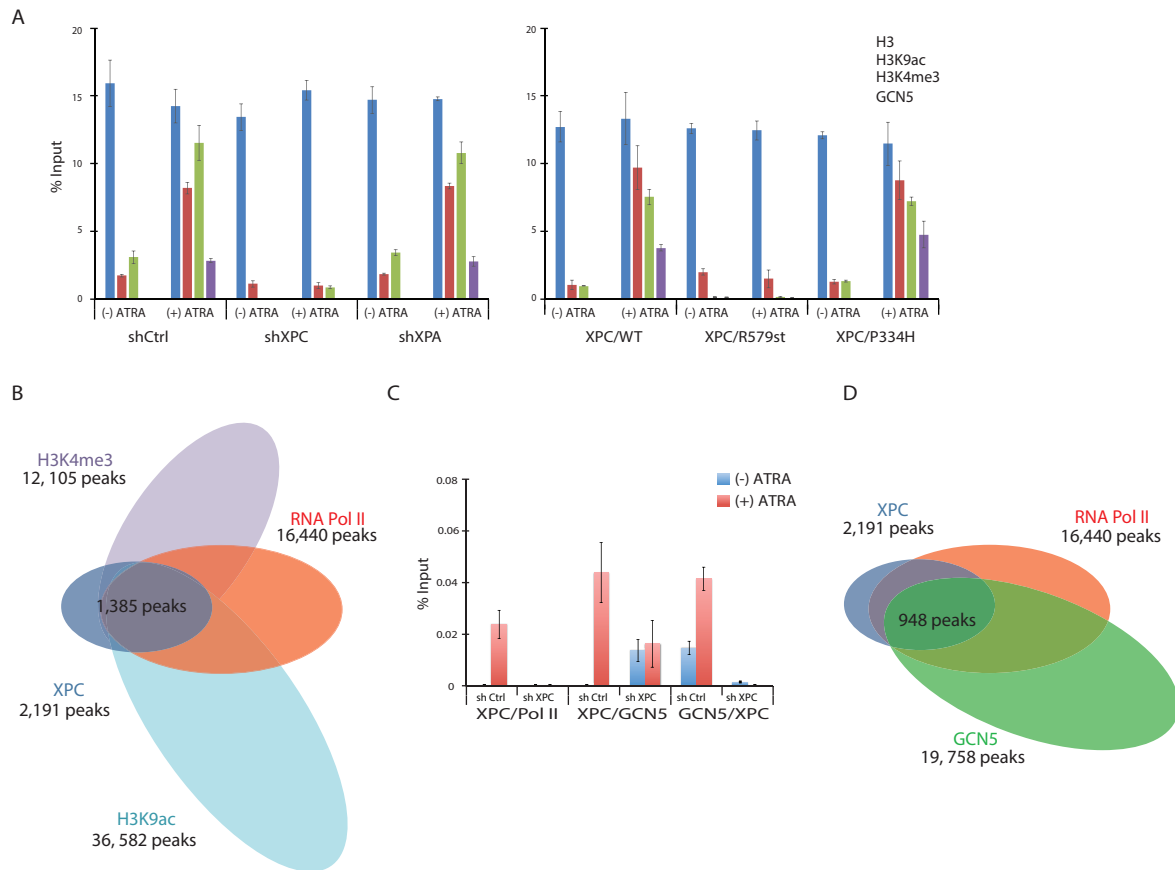 A
% Input
20
15
10
5
0
(-) ATRA
(+) ATRA
(-) ATRA
(+) ATRA
(-) ATRA
(+) ATRA
shCtrl
shXPC
shXPA
20
15
10
5
0
H3
H3K9ac
H3K4me3
GCN5
(-) ATRA
(+) ATRA
(-) ATRA
(+) ATRA
(-) ATRA
(+) ATRA
XPC/WT
XPC/R579st
XPC/P334H
B
H3K4me3
12, 105 peaks
RNA Pol II
16,440 peaks
1,385 peaks
XPC
2,191 peaks
H3K9ac
36, 582 peaks
C
(-) ATRA
(+) ATRA
% Input
0.08
0.06
0.04
0.02
0
sh Ctrl
sh XPC
sh Ctrl
sh XPC
sh Ctrl
sh XPC
XPC/Pol II
XPC/GCN5
GCN5/XPC
D
XPC
2,191 peaks
RNA Pol II
16,440 peaks
948 peaks
GCN5
19, 758 peaks